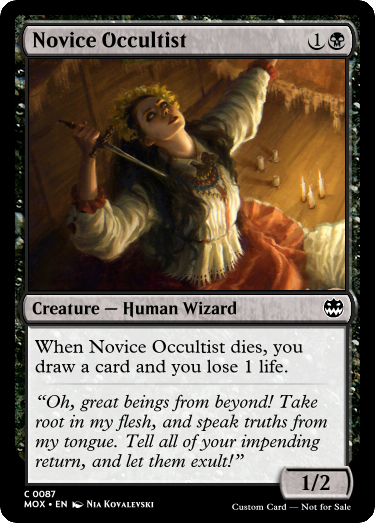 Novice Occultist 1
Creature — Human Wizard
When Novice Occultist dies, you
draw a card and you lose 1 life.
“Oh, great beings from beyond! Take
root in my flesh, and speak truths from
my tongue. Tell all of your impending
return, and let them exult!”
1/2
C 0087
MOX • EN Nia Kovalevski
Custom Card — Not for Sale